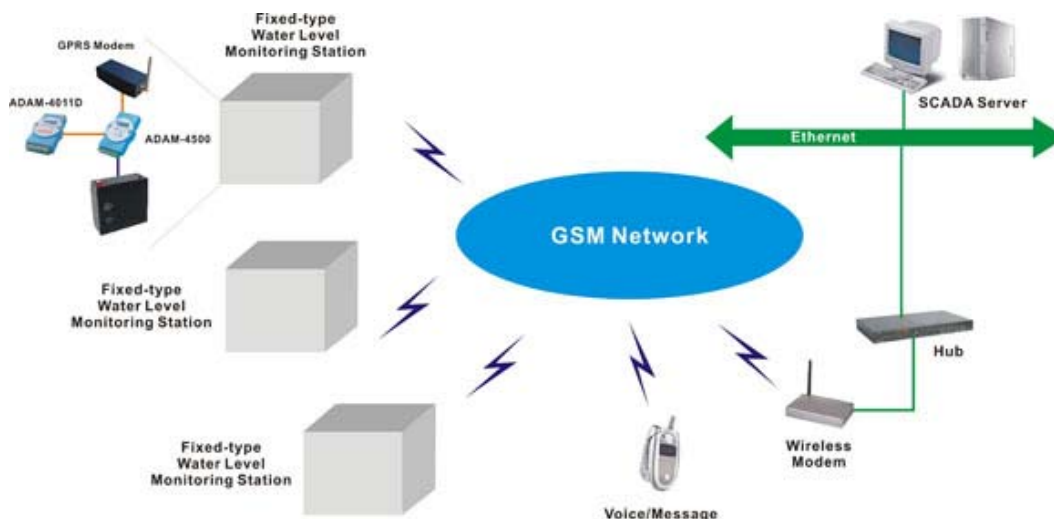 Fixed-type
Water Level
Monitoring Station
GPRS Modem
ADAM-4011D
ADAM-4500
SCADA Server
Ethernet
GSM Network
Fixed-type
Water Level
Monitoring Station
Hub
Fixed-type
Water Level
Monitoring Station
Wireless
Modem
Voice/Message